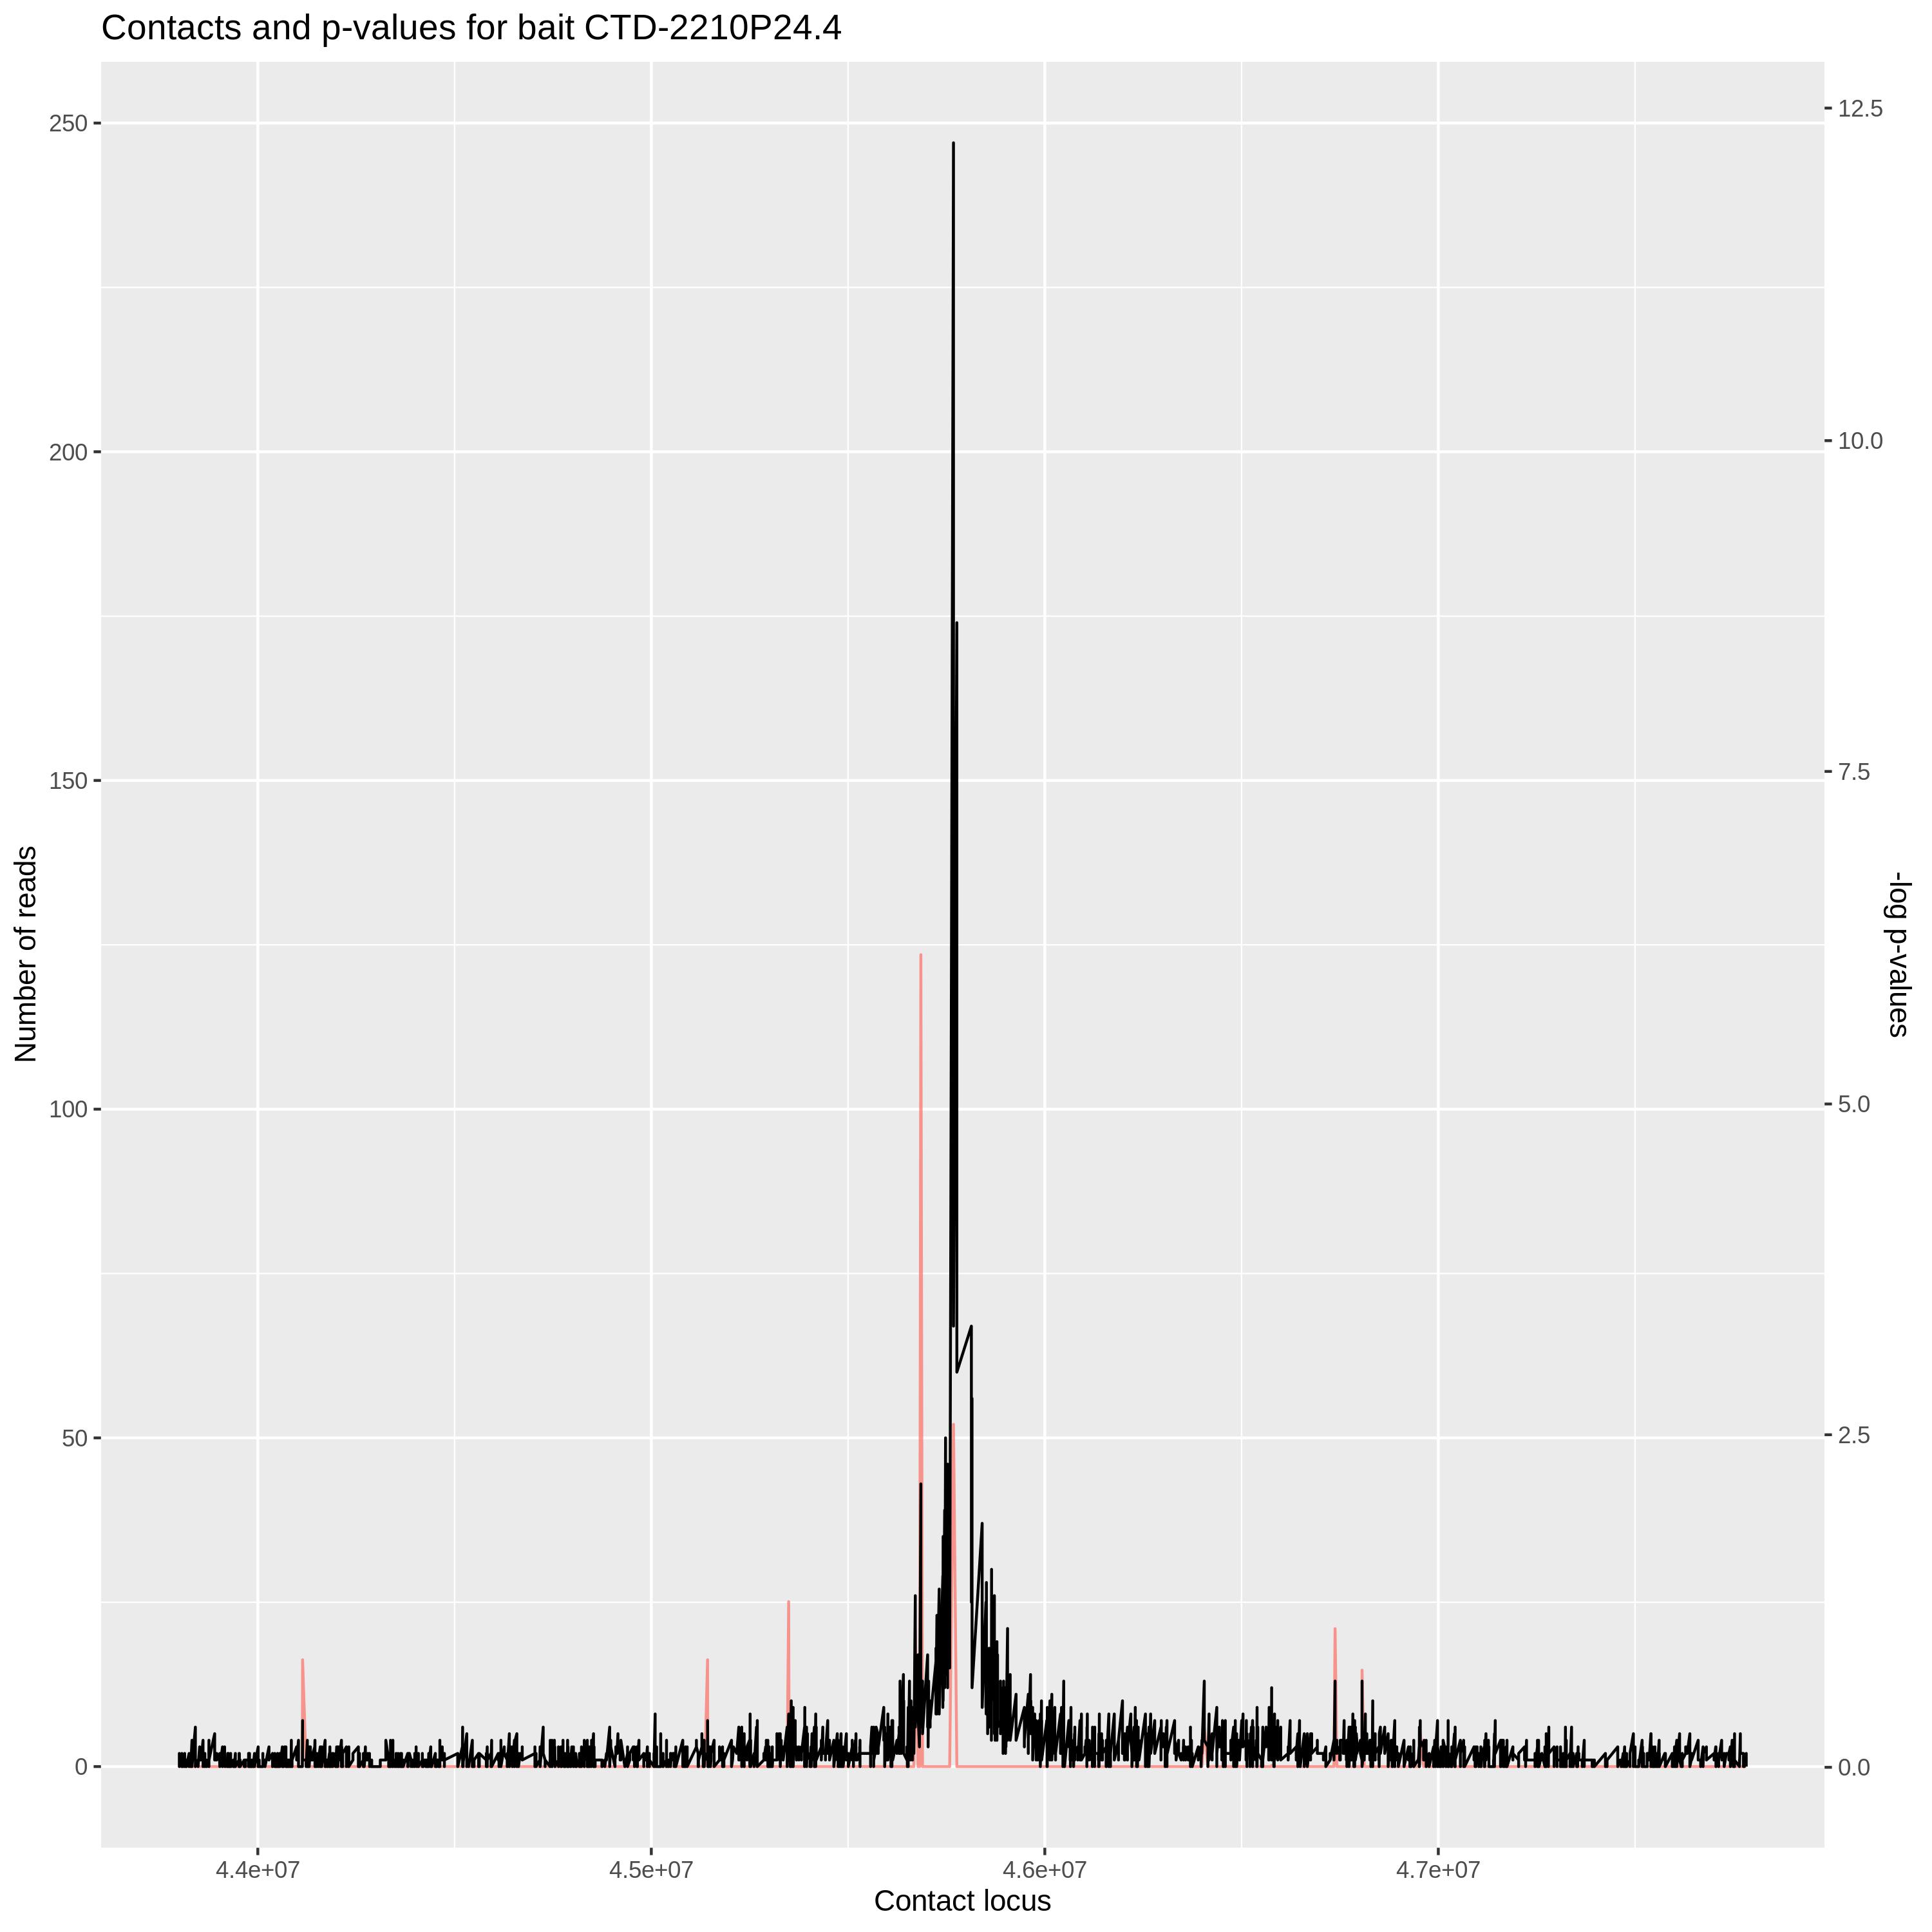 Contacts and p-values for bait CTD-2210P24.4
250
200
150
100
50
0
Number of reads
12.5
10.0
7.5
5.0
2.5
0.0
-log p-values
4.4e+07
4.5e+07
4.6e+07
4.7e+07
Contact locus